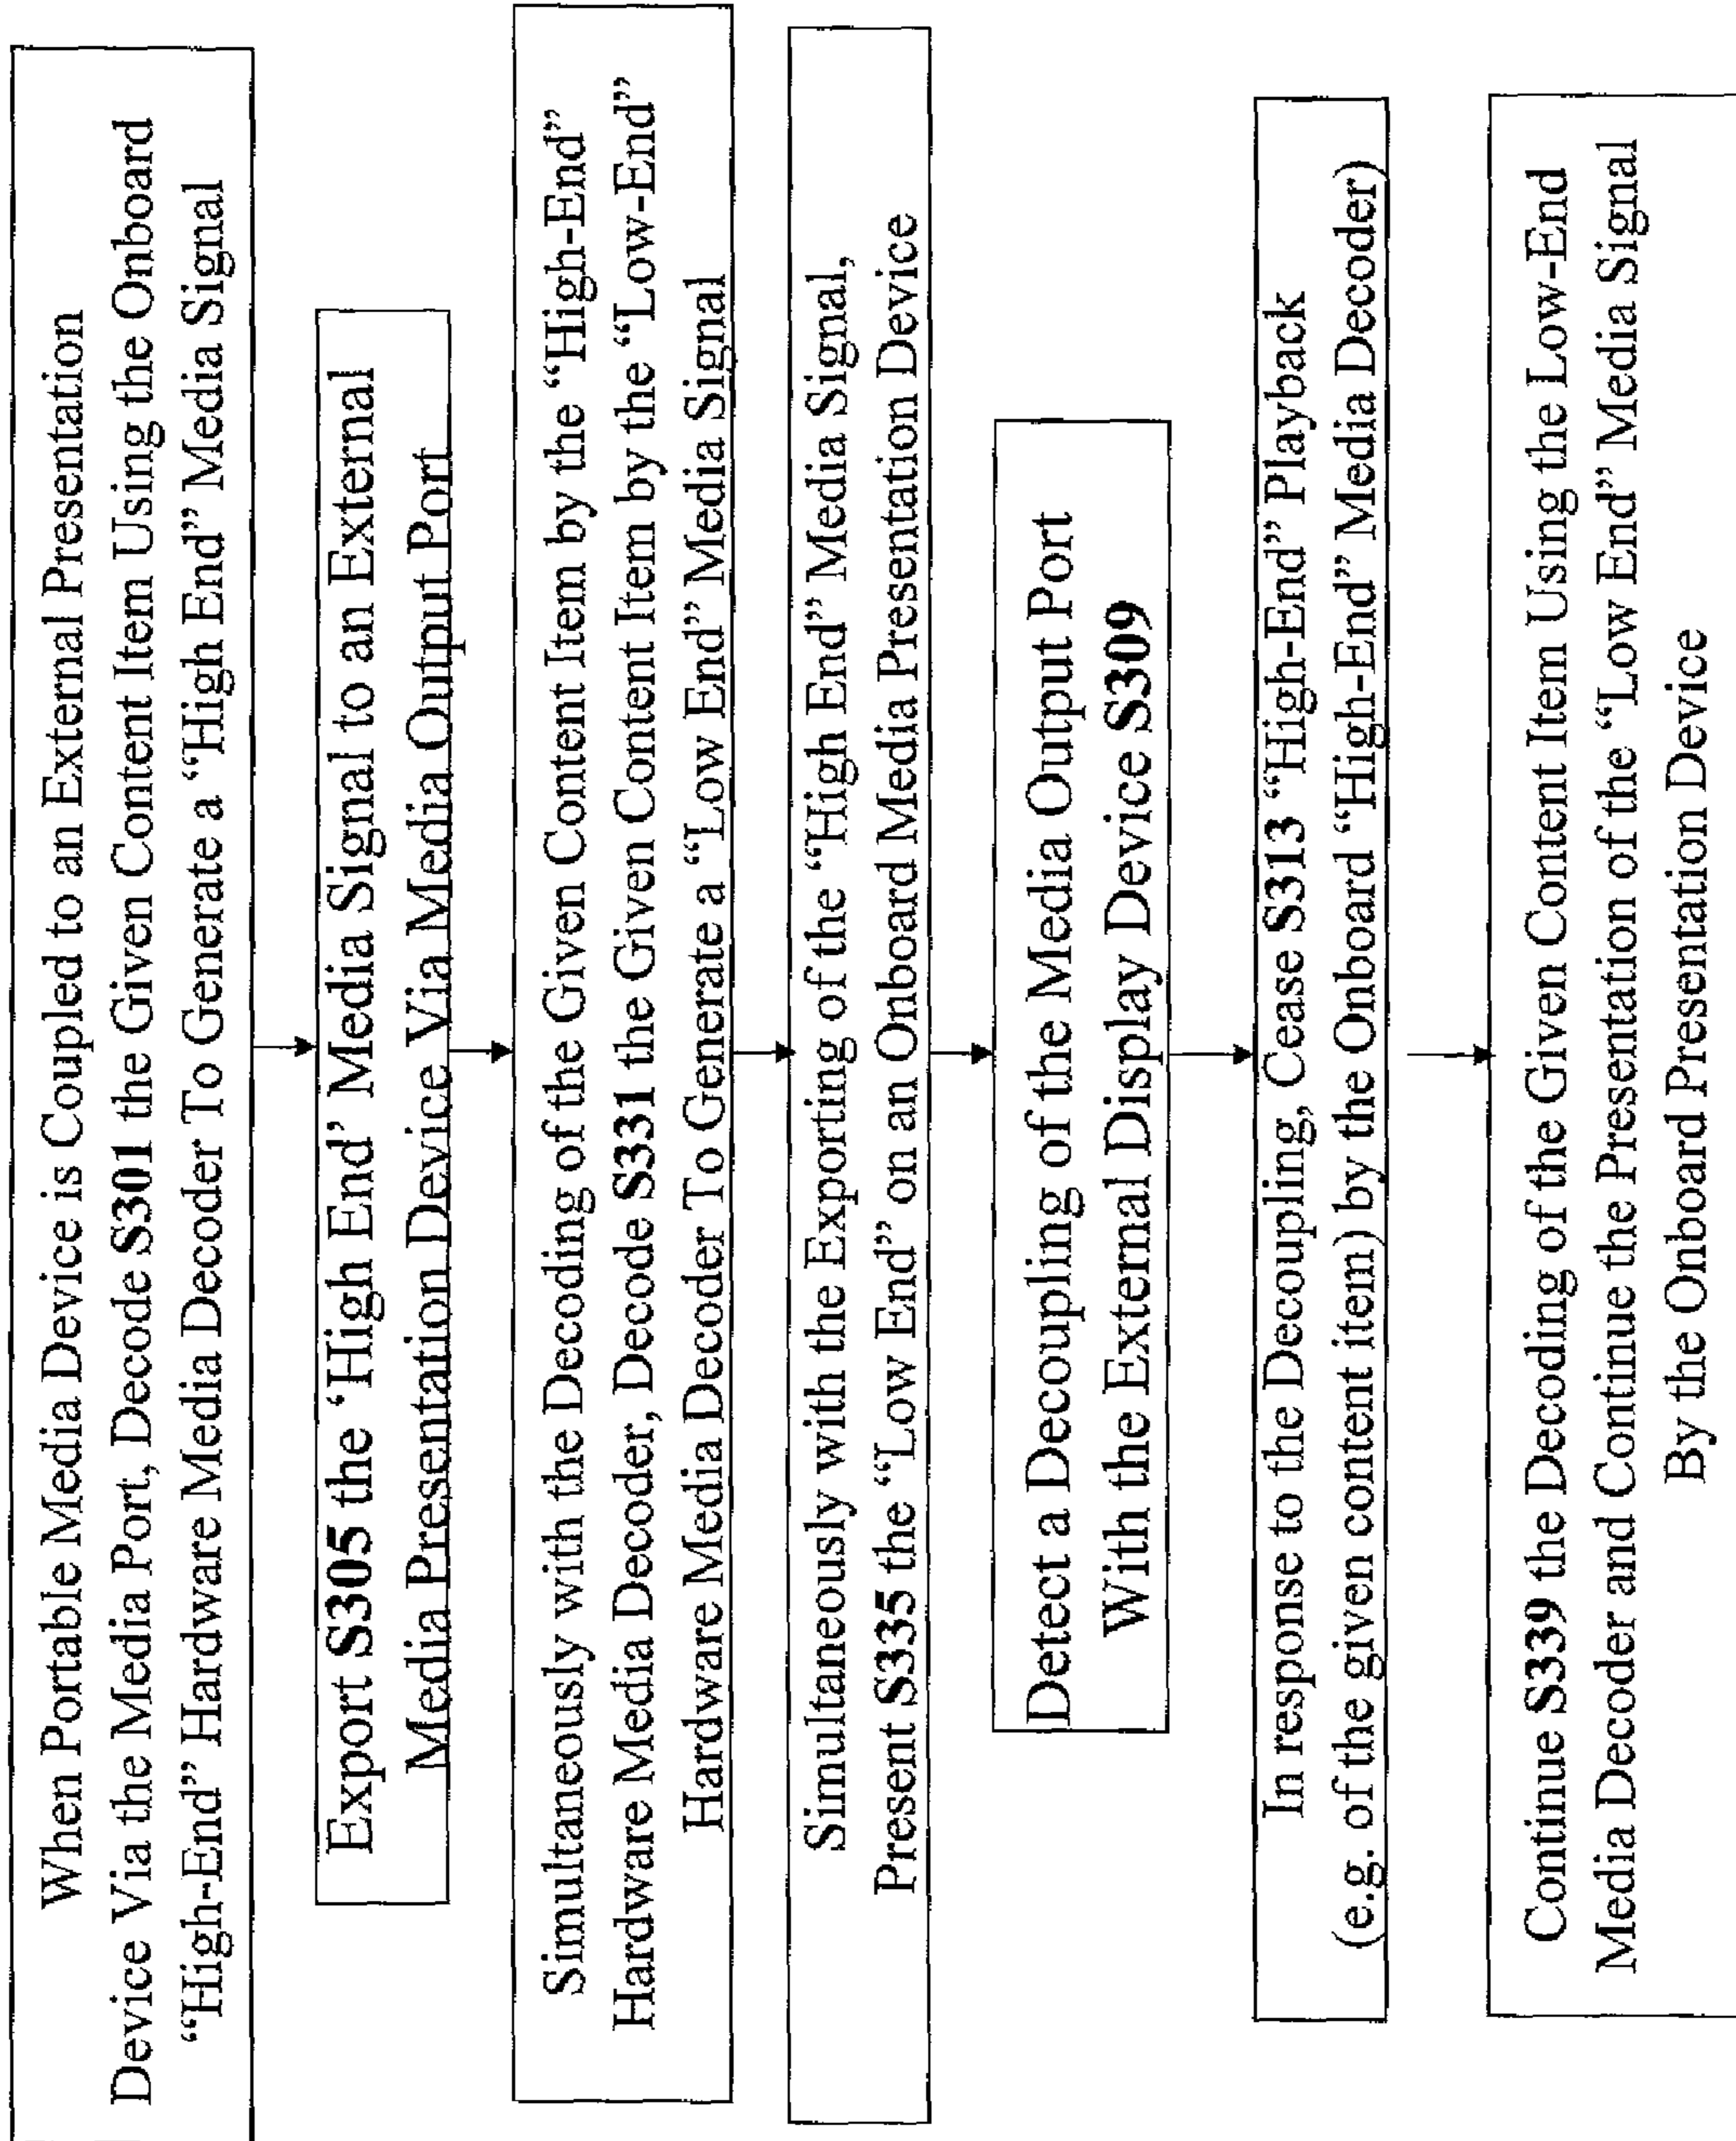 When Portable Media Device is Coupled to an External Presentation
Device Via the Media Port, Decode S301 the Given Content Item Using the Onboard
“High-End” Hardware Media Decoder To Generate a “High End” Media Signal
Export S305 the ‘High End’ Media Signal to an External
Media Presentation Device Via Media Output Port
Simultaneously with the Decoding of the Given Content Item by the “High-End”
Hardware Media Decoder, Decode S331 the Given Content Item by the “Low-End”
Hardware Media Decoder To Generate a “Low End” Media Signal
Simultaneously with the Exporting of the “High End” Media Signal,
Present S335 the “Low End” on an Onboard Media Presentation Device
Detect a Decoupling of the Media Output Port
With the External Display Device S309
In response to the Decoupling, Cease S313 “High-End” Playback
(e.g. of the given content item) by the Onboard “High-End” Media Decoder)
Continue S339 the Decoding of the Given Content Item Using the Low-End
Media Decoder and Continue the Presentation of the “Low End” Media Signal
By the Onboard Presentation Device